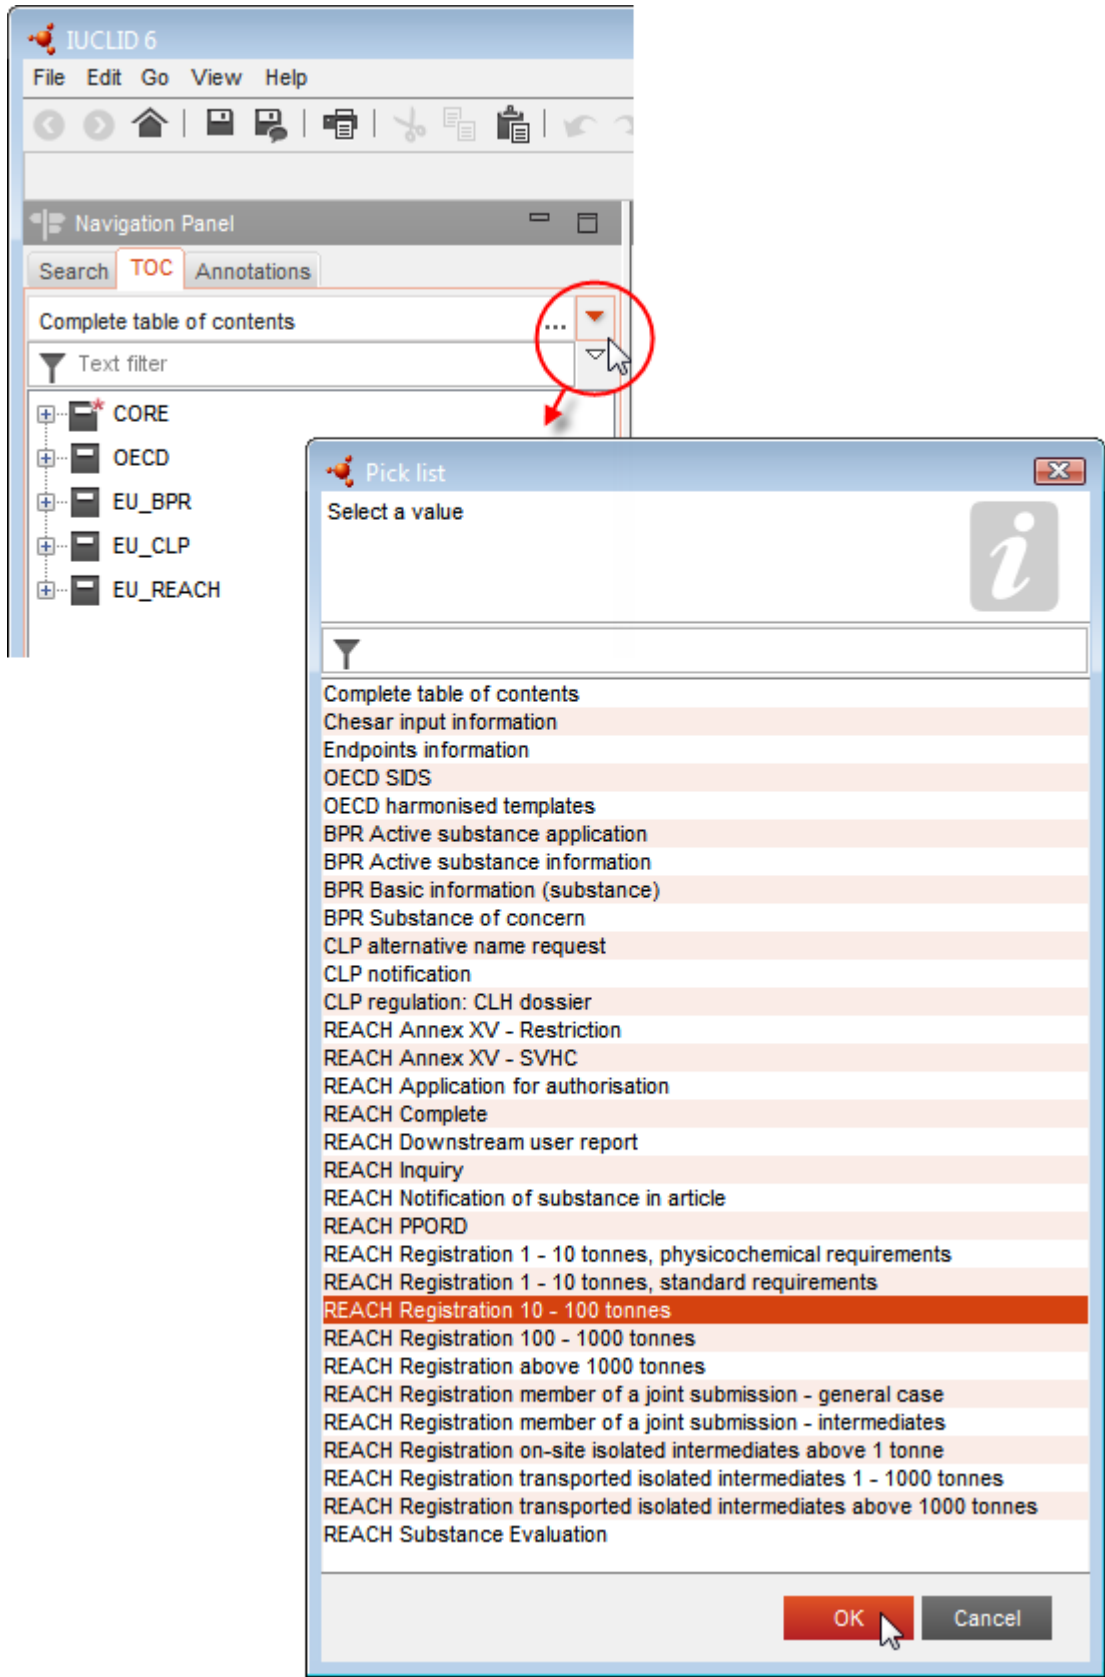 IUCLID 6
File Edit Go View Help
Navigation Panel
Search TOC Annotations
Complete table of contents ...
Text filter
CORE
OECD
EU_BPR
EU_CLP
EU_REACH
Pick list
Select a value
Complete table of contents
Chesar input information
Endpoints information
OECD SIDS
OECD harmonised templates
BPR Active substance application
BPR Active substance information
BPR Basic information (substance)
BPR Substance of concern
CLP alternative name request
CLP notification
CLP regulation: CLH dossier
REACH Annex XV - Restriction
REACH Annex XV - SVHC
REACH Application for authorisation
REACH Complete
REACH Downstream user report
REACH Inquiry
REACH Notification of substance in article
REACH PPORD
REACH Registration 1 - 10 tonnes, physicochemical requirements
REACH Registration 1 - 10 tonnes, standard requirements
REACH Registration 10 - 100 tonnes
REACH Registration 100 - 1000 tonnes
REACH Registration above 1000 tonnes
REACH Registration member of a joint submission - general case
REACH Registration member of a joint submission - intermediates
REACH Registration on-site isolated intermediates above 1 tonne
REACH Registration transported isolated intermediates 1 - 1000 tonnes
REACH Registration transported isolated intermediates above 1000 tonnes
REACH Substance Evaluation
OK Cancel